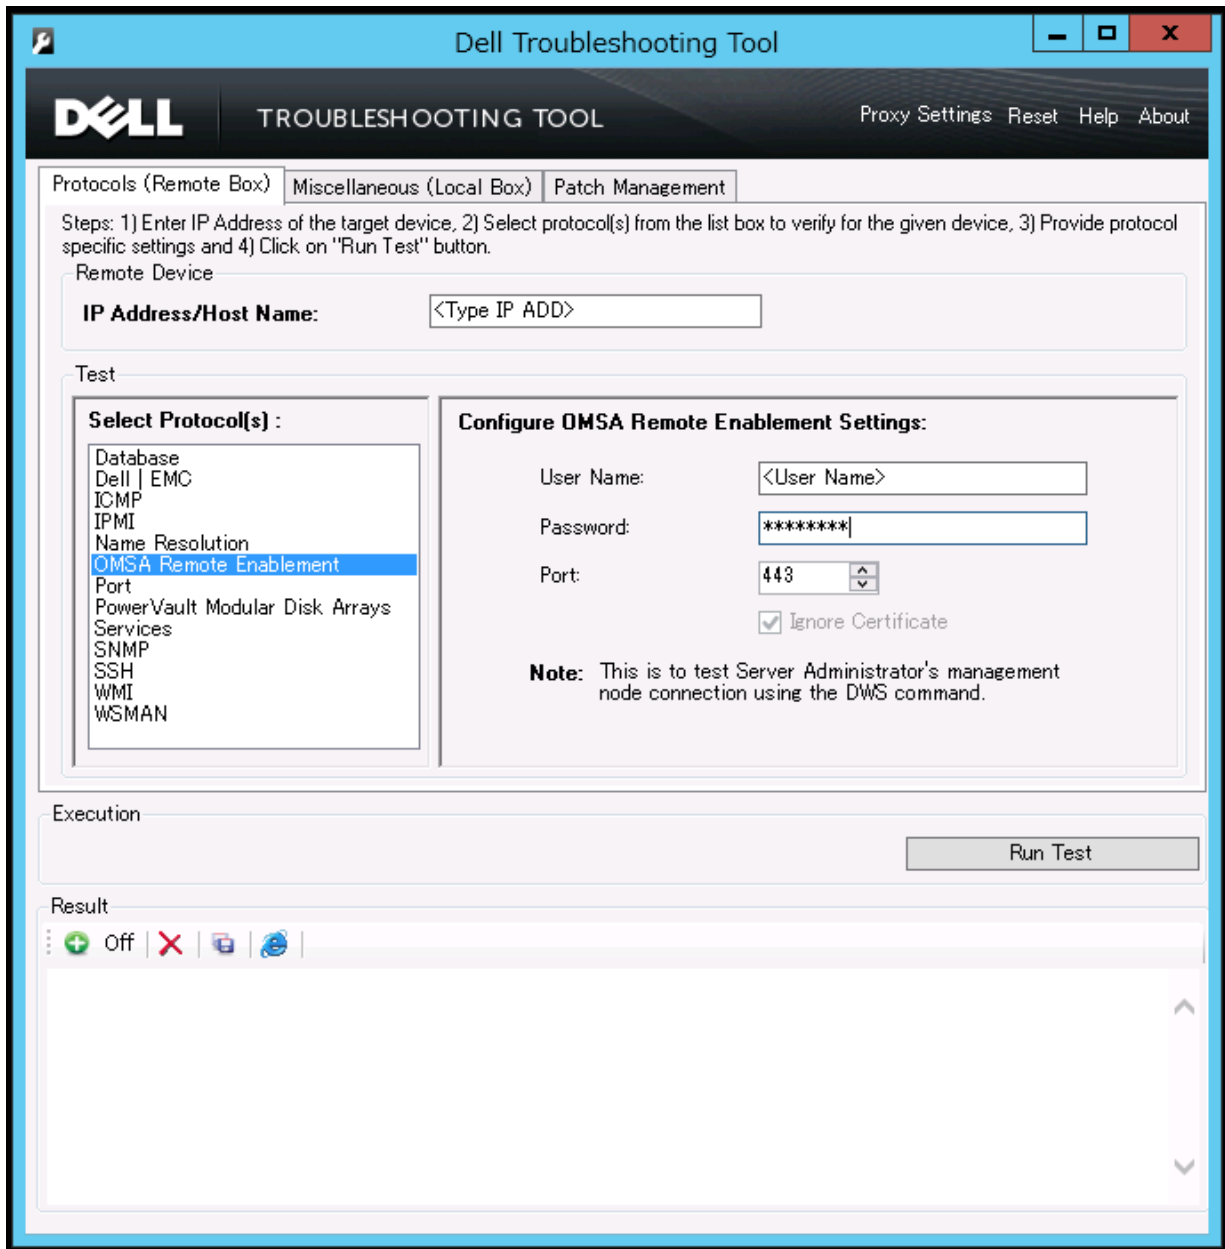 Dell Troubleshooting Tool
DELL
TROUBLESHOOTING TOOL
Proxy Settings Reset Help About
Protocols (Remote Box) Miscellaneous (Local Box) Patch Management
Steps: 1) Enter IP Address of the target device, 2) Select protocol(s) from the list box to verify for the given device, 3) Provide protocol
specific settings and 4) Click on "Run Test" button.
Remote Device
IP Address/Host Name: <Type IP ADD>
Test
Select Protocol(s) :
Database
Dell | EMC
ICMP
IPMI
Name Resolution
OMSA Remote Enablement
Port
PowerVault Modular Disk Arrays
Services
SNMP
SSH
WMI
WSMAN
Configure OMSA Remote Enablement Settings:
User Name: <User Name>
Password: ********
Port: 443
Ignore Certificate
Note: This is to test Server Administrator's management
node connection using the DWS command.
Execution
Run Test
Result
Off